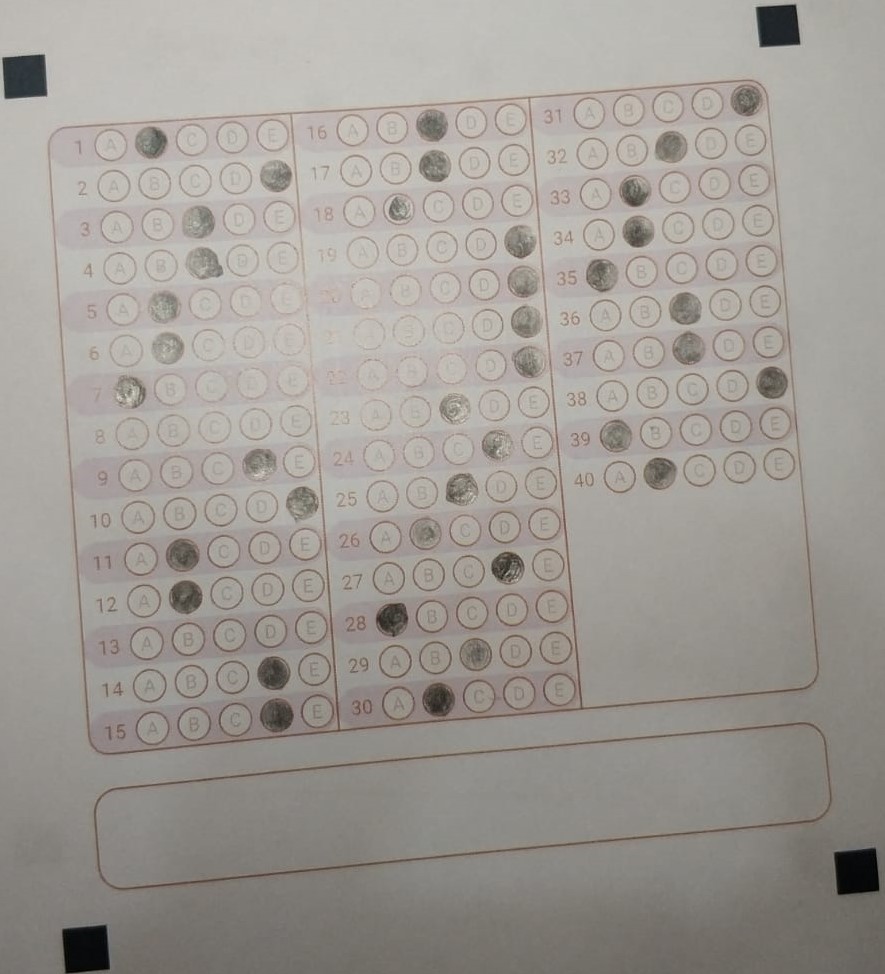 1 A C D E
2 A B C D
3 A B D E
4 A B D E
5 A C D E
6 A C D E
7 B C D E
8 A B C D E
9 A B C E
10 A B C D
11 A C D E
12 A C D E
13 A B C D E
14 A B C E
15 A B C E
16 A B D E
17 A B D E
18 A C D E
19 A B C D
20 A B C D
21 A B C D
22 A B C D
23 A B D E
24 A B C E
25 A B D E
26 A C D E
27 A B C E
28 B C D E
29 A B D E
30 A C D E
31 A B C D
32 A B D E
33 A C D E
34 A C D E
35 B C D E
36 A B D E
37 A B D E
38 A B C D
39 B C D E
40 A C D E